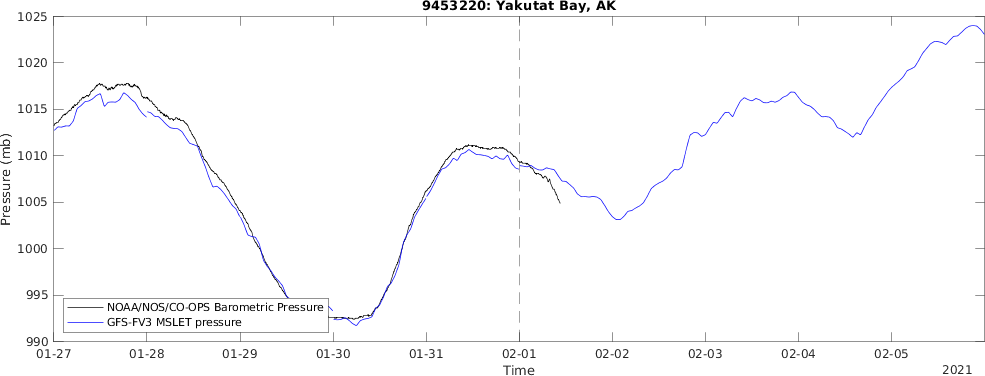 9453220: Yakutat Bay, AK
Pressure (mb)
1025
1020
1015
1010
1005
1000
995
990
NOAA/NOS/CO-OPS Barometric Pressure
GFS-FV3 MSLET pressure
01-27 01-28 01-29 01-30 01-31 02-01 02-02 02-03 02-04 02-05
Time
2021